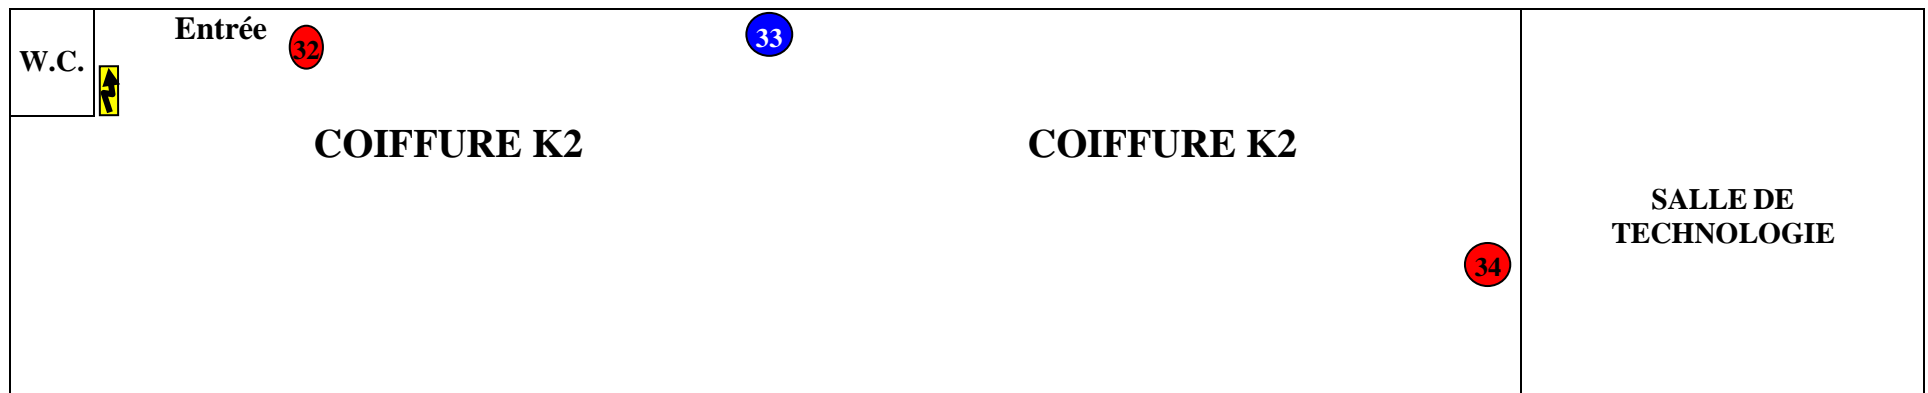 W.C.
Entrée
32
33
COIFFURE K2
COIFFURE K2
SALLE DE
TECHNOLOGIE
34